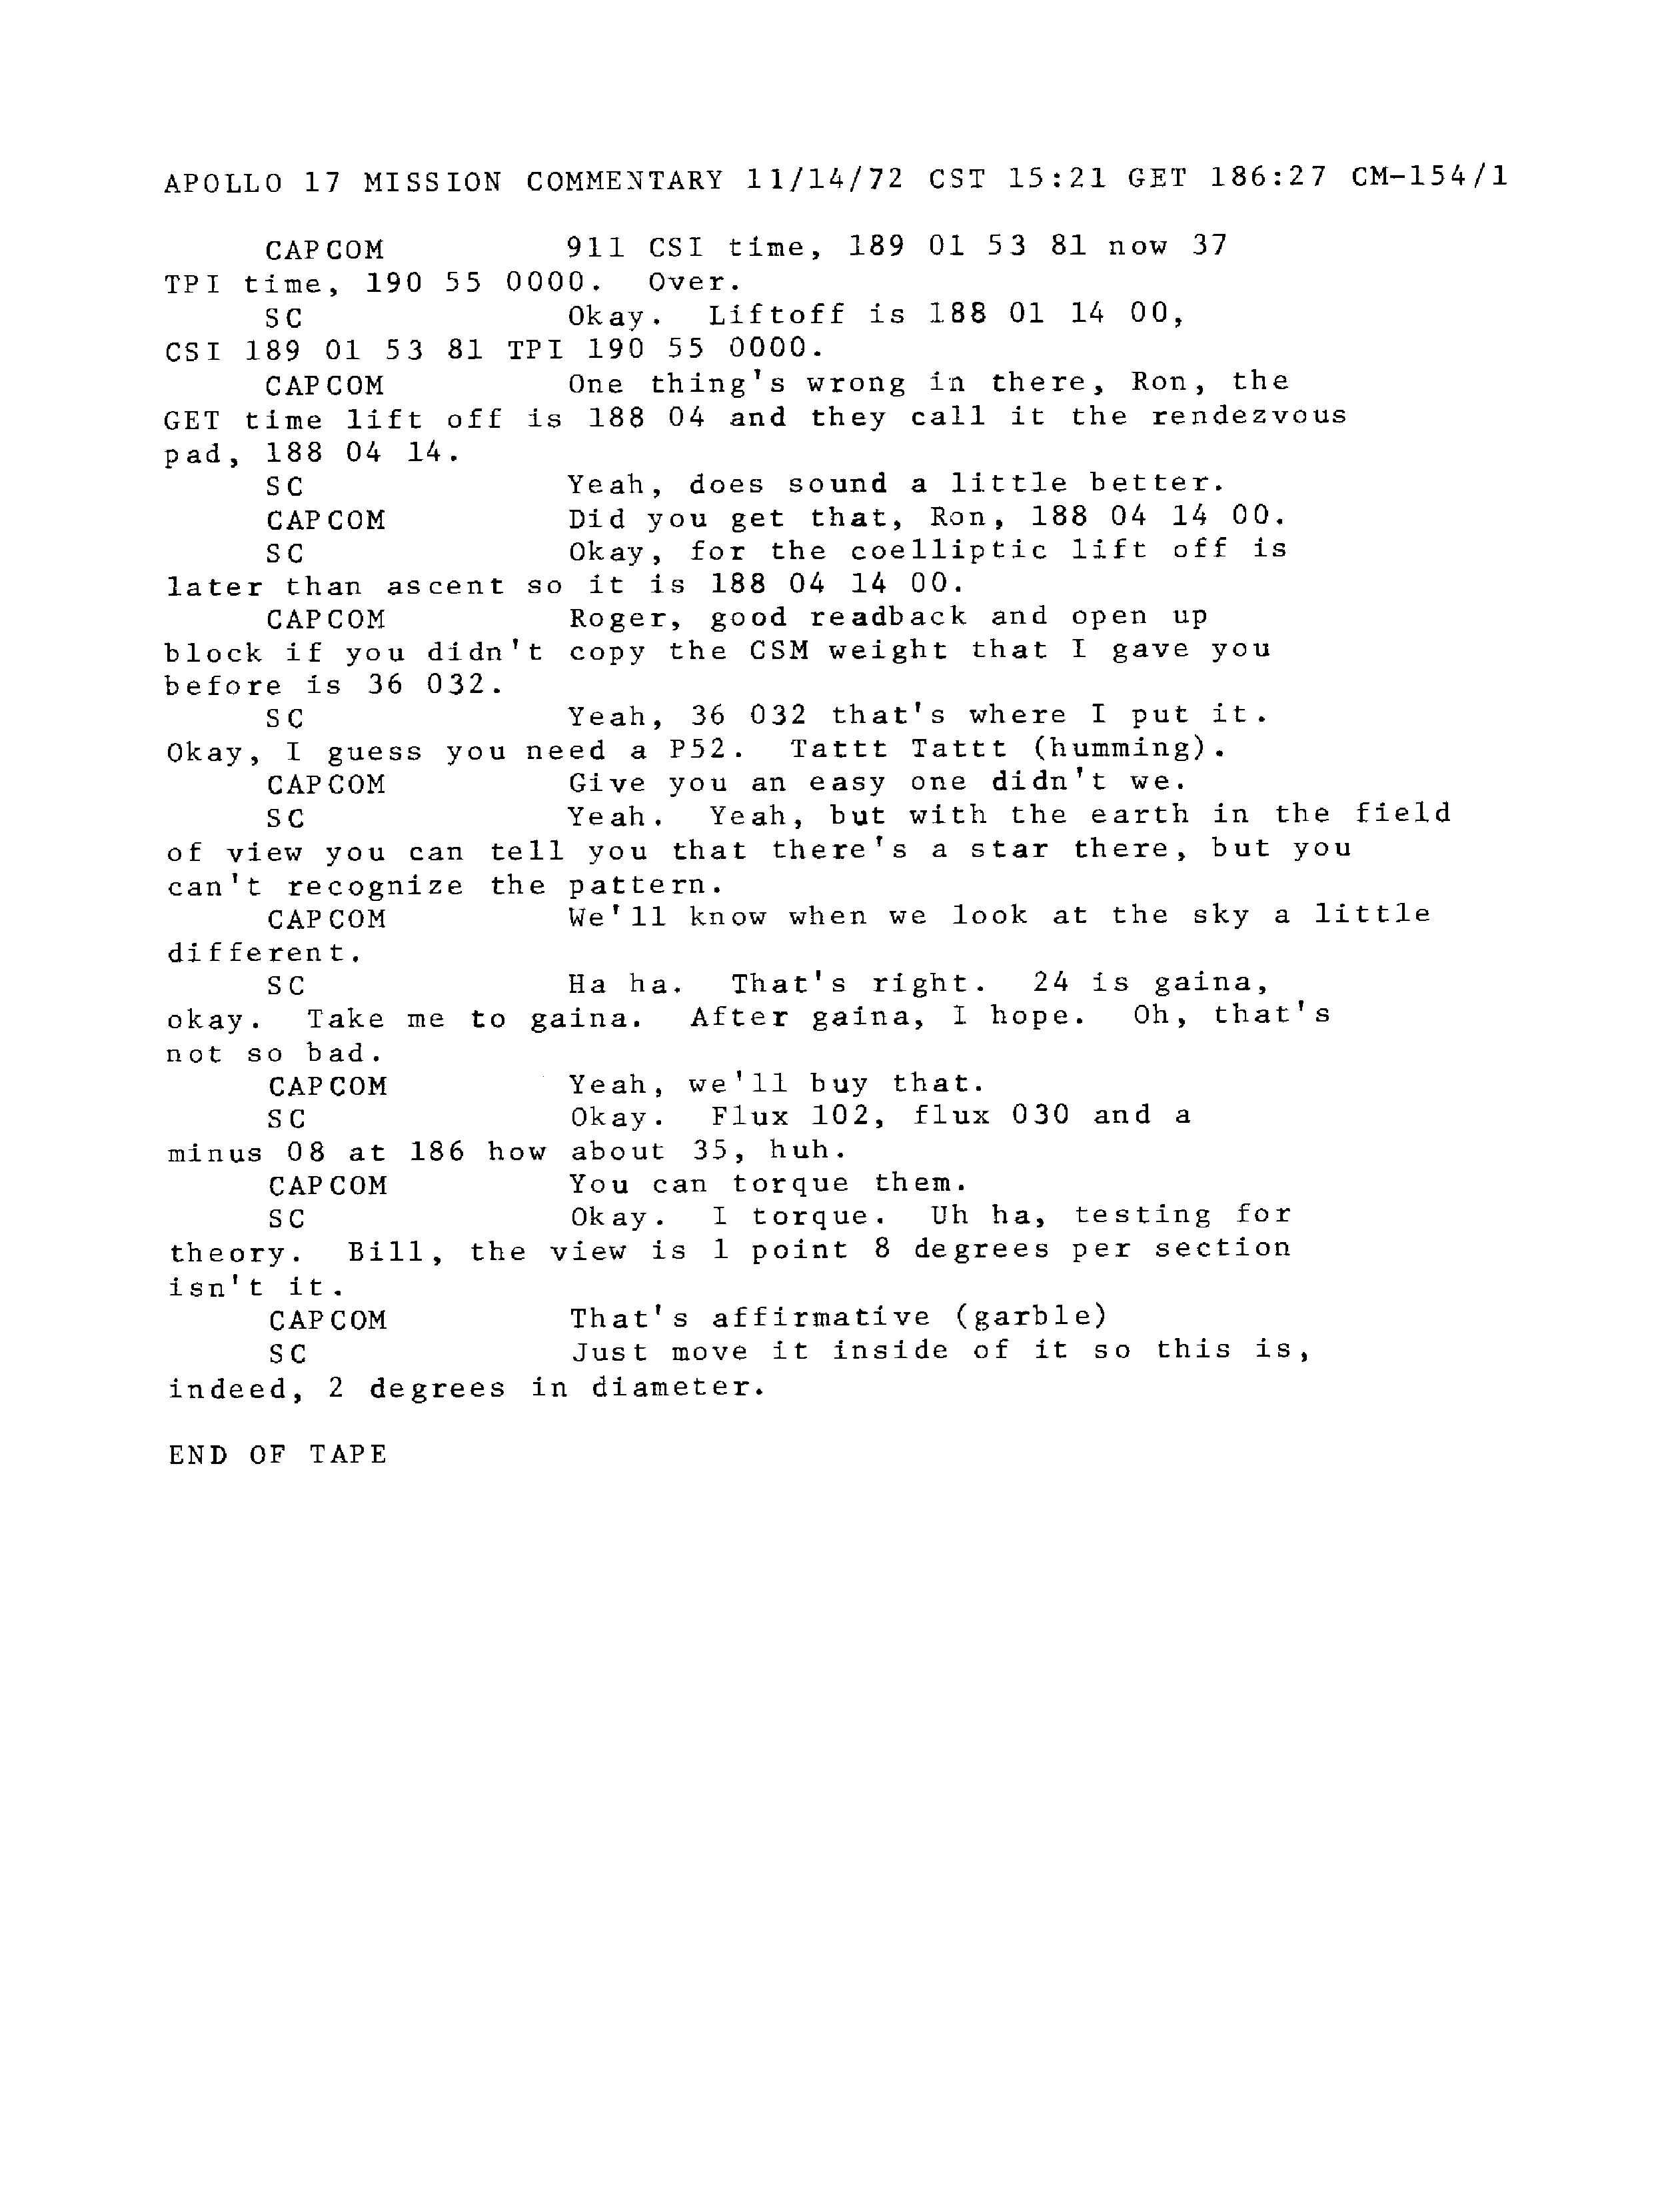 APOLLO 17 MISSION COMMENTARY 11/14/72 CST 15:21 GET 186:27 CM-154/1
CAPCOM 911 CSI time, 189 01 53 81 now 37
TPI time, 190 55 0000. Over.
SC Okay. Liftoff is 188 01 14 00,
CSI 189 01 53 81 TPI 190 55 0000.
CAPCOM One thing's wrong in there, Ron, the
GET time lift off is 188 04 and they call it the rendezvous
pad, 188 04 14.
SC Yeah, does sound a little better.
CAPCOM Did you get that, Ron, 188 04 14 00.
SC Okay, for the coelliptic lift off is
later than ascent so it is 188 04 14 00.
CAPCOM Roger, good readback and open up
block if you didn't copy the CSM weight that I gave you
before is 36 032.
SC Yeah, 36 032 that's where I put it.
Okay, I guess you need a P52. Tattt Tattt (humming).
CAPCOM Give you an easy one didn't we.
SC Yeah. Yeah, but with the earth in the field
of view you can tell you that there's a star there, but you
can't recognize the pattern.
CAPCOM We'll know when we look at the sky a little
different.
SC Ha ha. That's right. 24 is gaina,
okay. Take me to gaina. After gaina, I hope. Oh, that's
not so bad.
CAPCOM Yeah, we'll buy that.
SC Okay. Flux 102, flux 030 and a
minus 08 at 186 how about 35, huh.
CAPCOM You can torque them.
SC Okay. I torque. Uh ha, testing for
theory. Bill, the view is 1 point 8 degrees per section
isn't it.
CAPCOM That's affirmative (garble)
SC Just move it inside of it so this is,
indeed, 2 degrees in diameter.
END OF TAPE